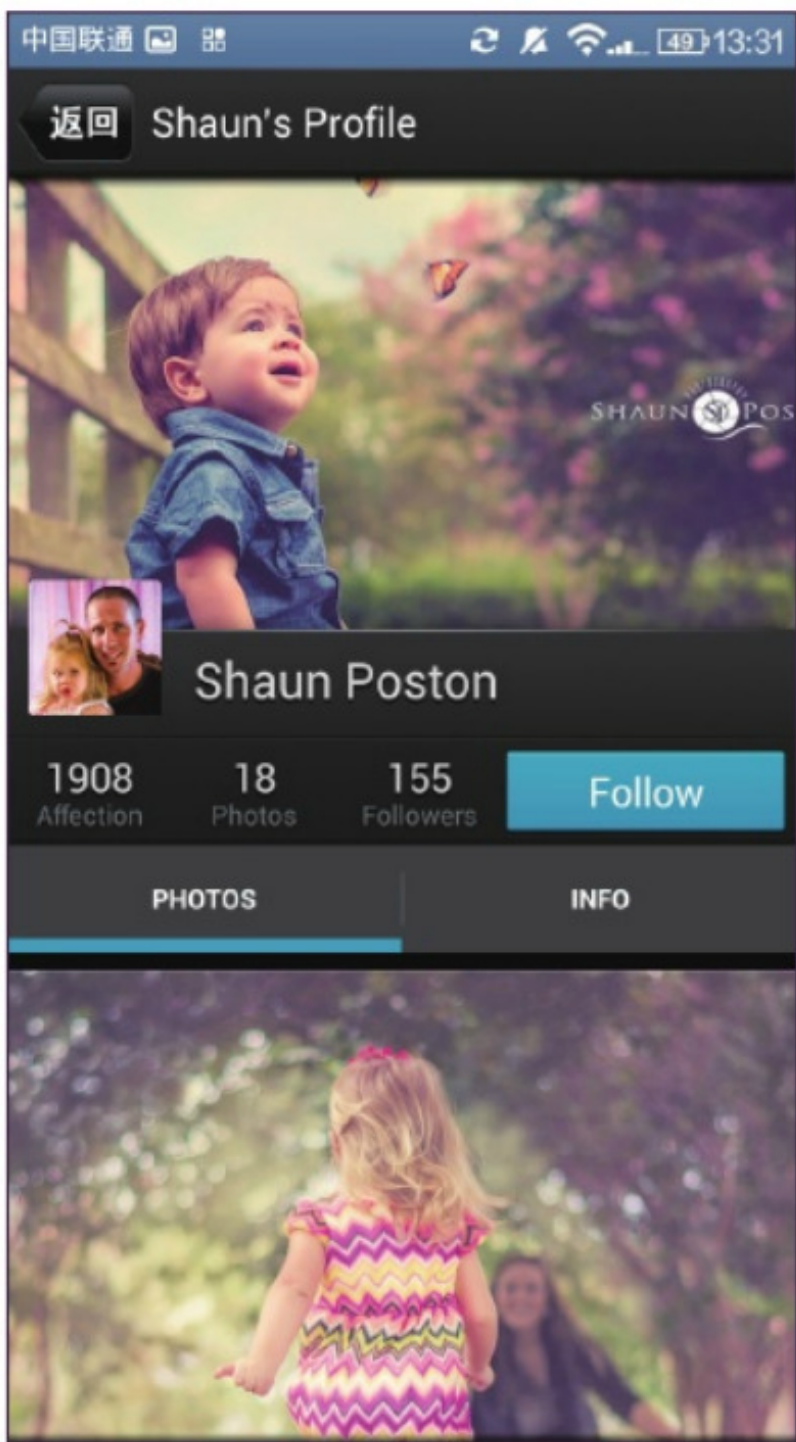 中国联通 49 13:31
返回 Shaun's Profile
SHAUN SP POS
Shaun Poston
1908 18 155
Affection Photos Followers
Follow
PHOTOS INFO